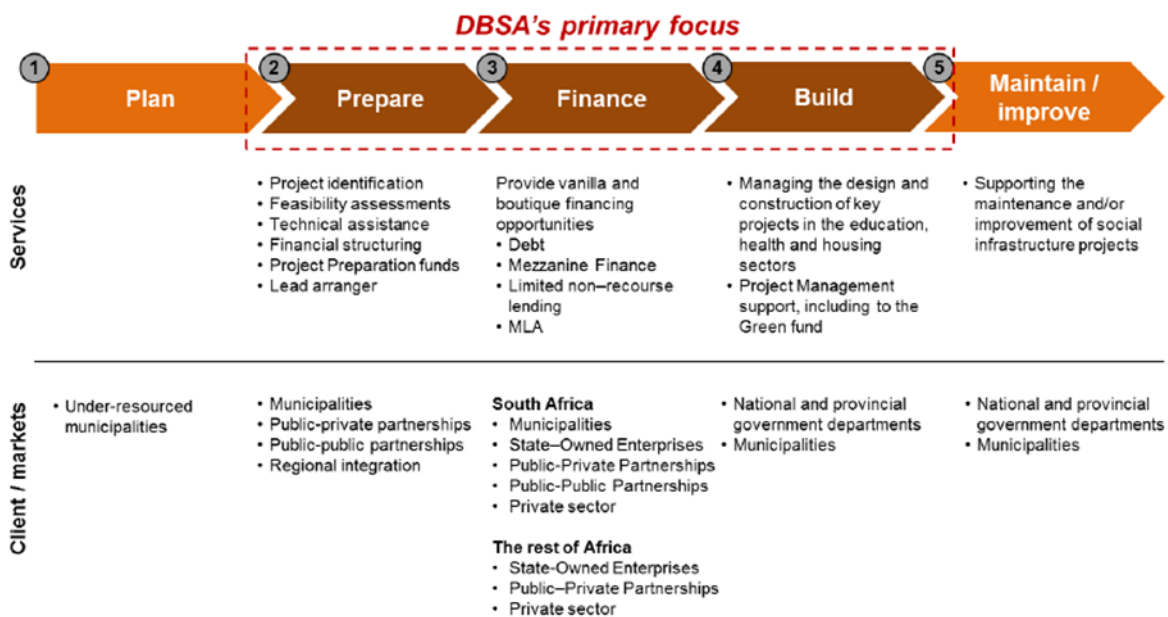 DBSA's primary focus
1
Plan
2
Prepare
3
Finance
4
Build
5
Maintain /
improve
Services
• Project identification
• Feasibility assessments
• Technical assistance
• Financial structuring
• Project Preparation funds
• Lead arranger
Provide vanilla and
boutique financing
opportunities
• Debt
• Mezzanine Finance
• Limited non–recourse
lending
• MLA
• Managing the design and
construction of key
projects in the education,
health and housing
sectors
• Project Management
support, including to the
Green fund
• Supporting the
maintenance and/or
improvement of social
infrastructure projects
Client / markets
• Under-resourced
municipalities
• Municipalities
• Public-private partnerships
• Public-public partnerships
• Regional integration
South Africa
• Municipalities
• State–Owned Enterprises
• Public-Private Partnerships
• Public-Public Partnerships
• Private sector
The rest of Africa
• State-Owned Enterprises
• Public–Private Partnerships
• Private sector
• National and provincial
government departments
• Municipalities
• National and provincial
government departments
• Municipalities